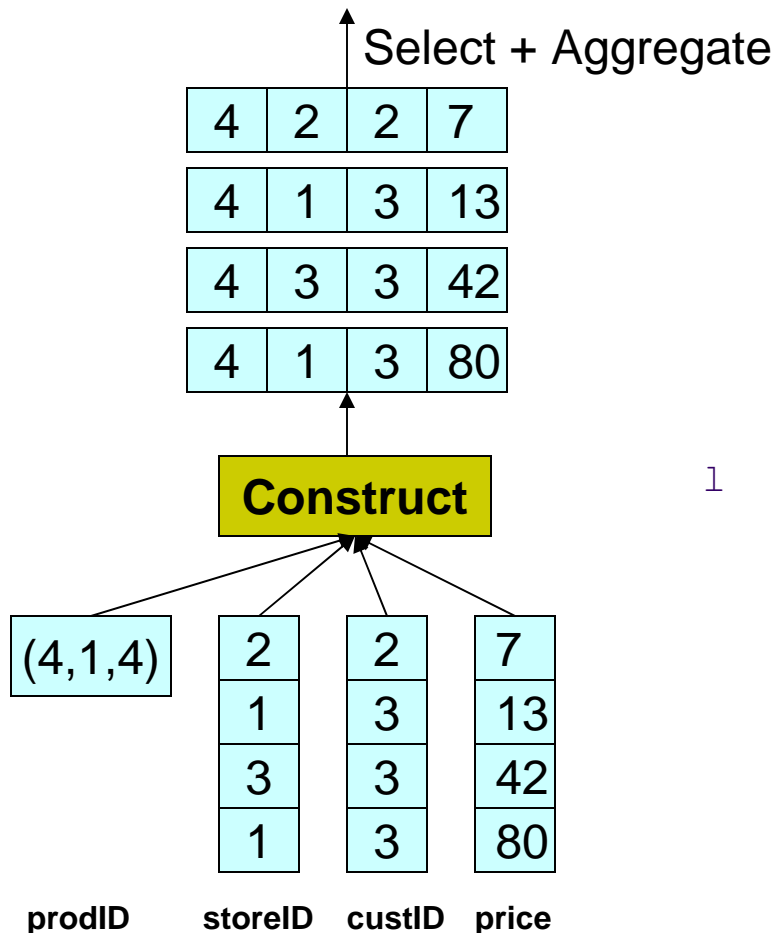 Select + Aggregate
4 2 2 7
4 1 3 13
4 3 3 42
4 1 3 80
Construct
l
(4,1,4) 2 2 7
1 3 13
3 3 42
1 3 80
prodID storeID custID price